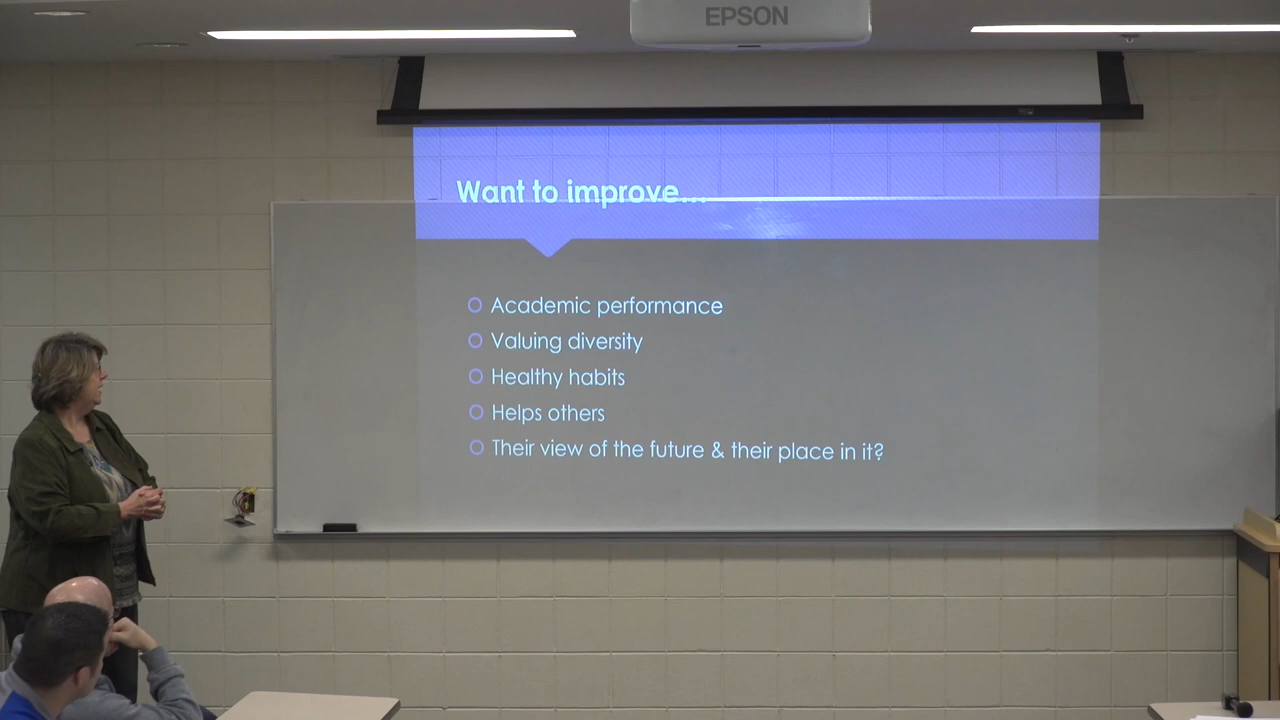 EPSON
Want to improve...
Academic performance
Valuing diversity
Healthy habits
Helps others
Their view of the future & their place in it?